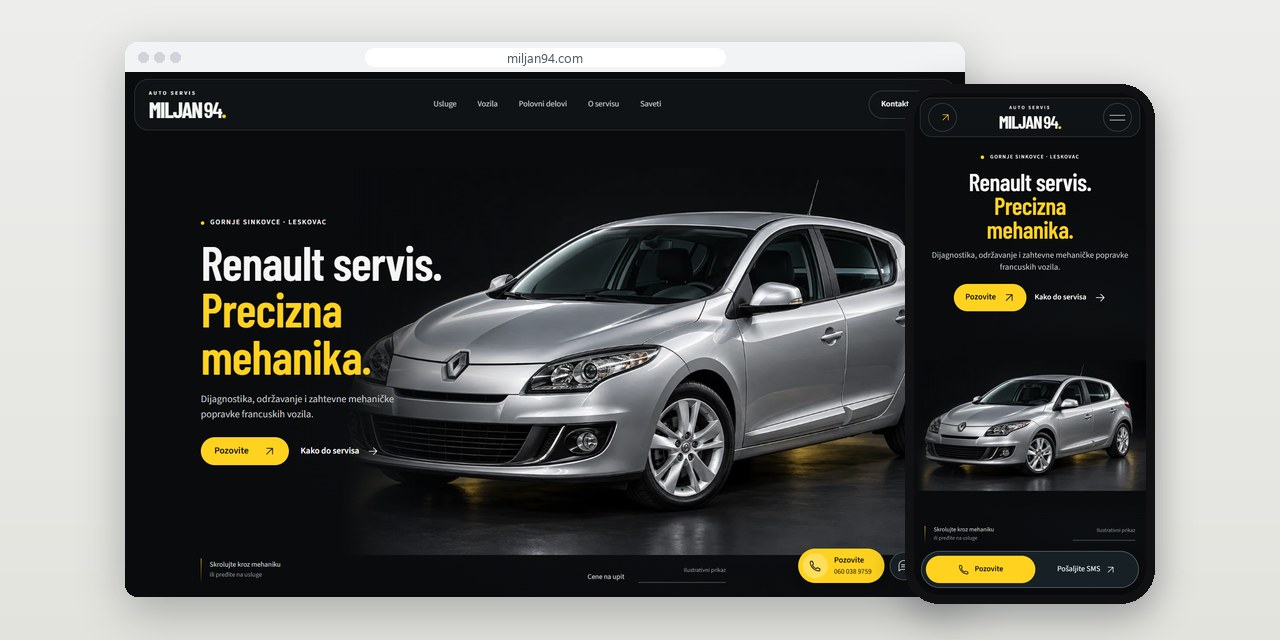 miljan94.com
AUTO SERVIS
MILJAN 94.
Usluge
Vozila
Polovni delovi
O servisu
Saveti
Kontakt
GORNJE SINKOVCE · LESKOVAC
Renault servis.
Precizna
mehanika.
Dijagnostika, održavanje i zahtevne mehaničke
popravke francuskih vozila.
Pozovite
Kako do servisa
Skrolujte kroz mehaniku
ili pređite na usluge
Cene na upit
Ilustrativni prikaz
Pozovite
060 038 9759
AUTO SERVIS
MILJAN 94.
GORNJE SINKOVCE · LESKOVAC
Renault servis.
Precizna
mehanika.
Dijagnostika, održavanje i zahtevne mehaničke popravke
francuskih vozila.
Pozovite
Kako do servisa
Skrolujte kroz mehaniku
ili pređite na usluge
Ilustrativni prikaz
Pozovite
Pošaljite SMS